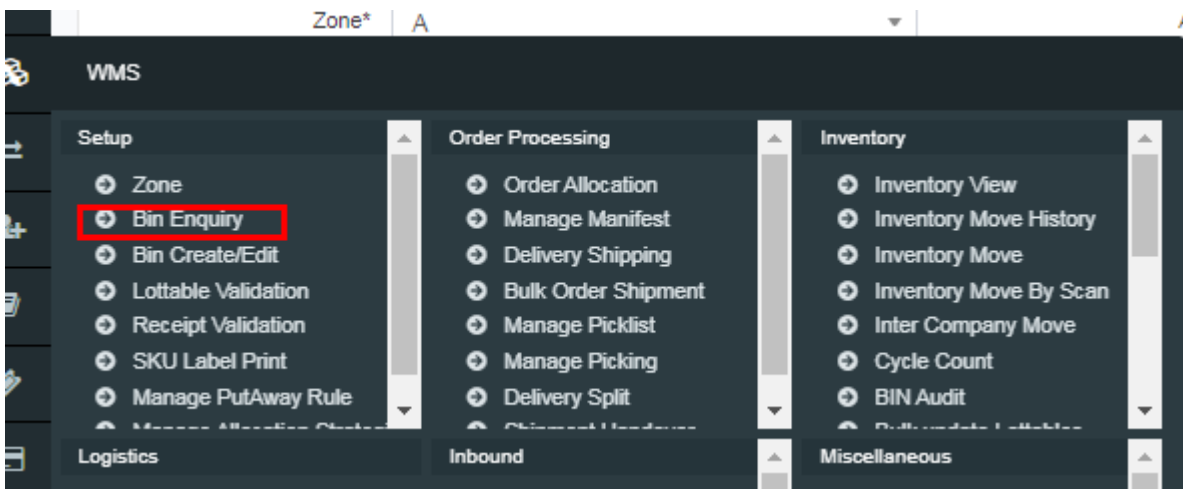 Zone* A
WMS
Setup
Zone
Bin Enquiry
Bin Create/Edit
Lottable Validation
Receipt Validation
SKU Label Print
Manage PutAway Rule
Order Processing
Order Allocation
Manage Manifest
Delivery Shipping
Bulk Order Shipment
Manage Picklist
Manage Picking
Delivery Split
Inventory
Inventory View
Inventory Move History
Inventory Move
Inventory Move By Scan
Inter Company Move
Cycle Count
BIN Audit
Logistics
Inbound
Miscellaneous